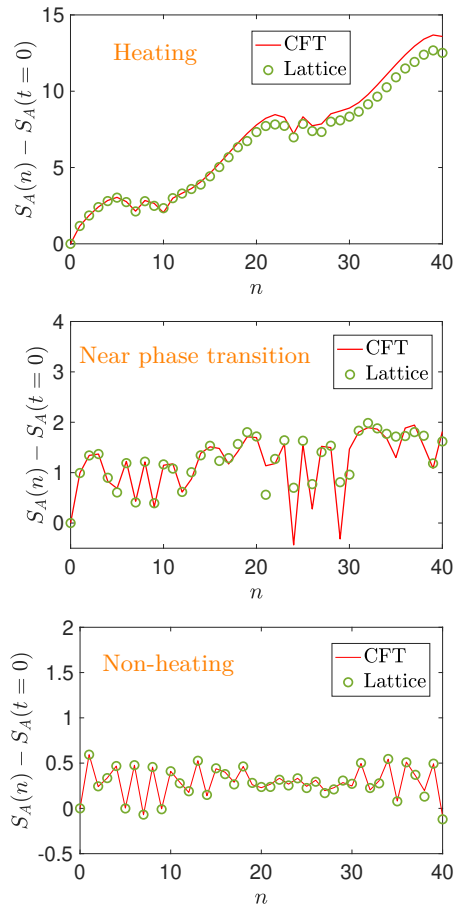 15
10
5
0
S_A(n) − S_A(t = 0)
Heating
CFT
Lattice
0 10 20 30 40
n
4
3
2
1
0
S_A(n) − S_A(t = 0)
Near phase transition
CFT
Lattice
0 10 20 30 40
n
2
1.5
1
0.5
0
-0.5
S_A(n) − S_A(t = 0)
Non-heating
CFT
Lattice
0 10 20 30 40
n